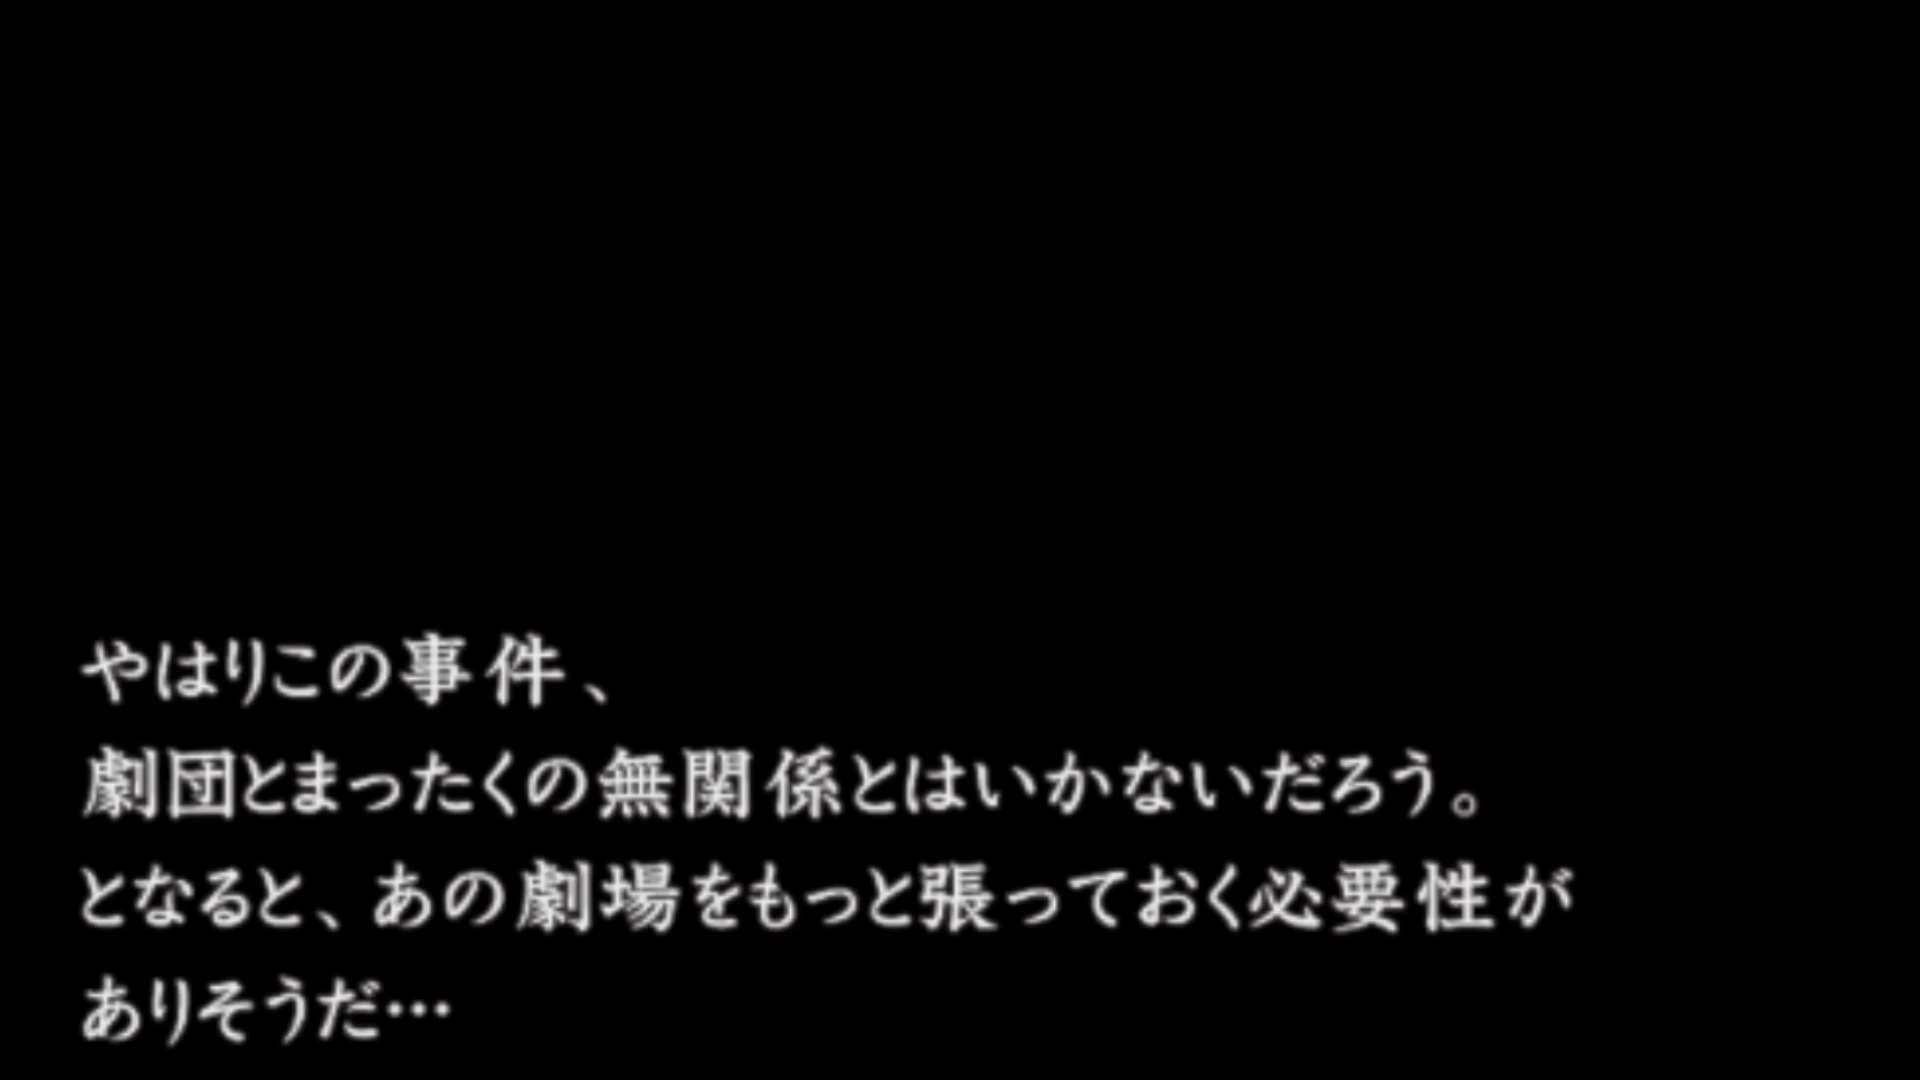 やはりこの事件、
劇団とまったくの無関係とはいかないだろう。
となると、あの劇場をもっと張っておく必要性が
ありそうだ…